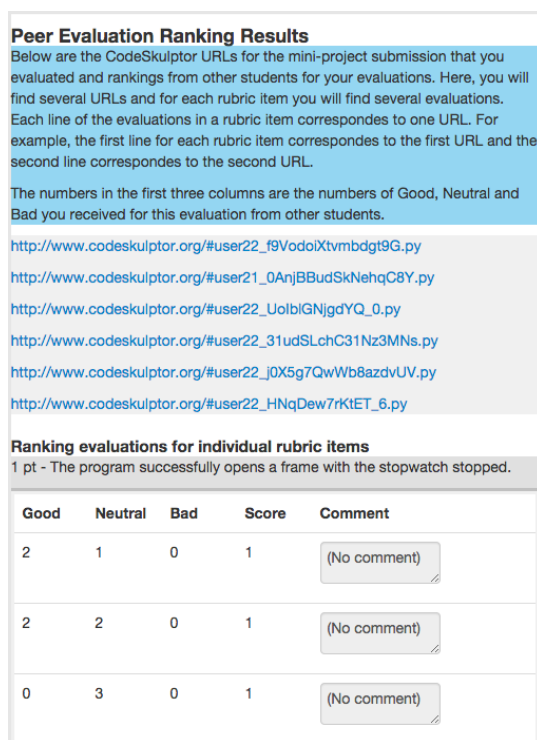 Peer Evaluation Ranking Results
Below are the CodeSkulptor URLs for the mini-project submission that you
evaluated and rankings from other students for your evaluations. Here, you will
find several URLs and for each rubric item you will find several evaluations.
Each line of the evaluations in a rubric item correspondes to one URL. For
example, the first line for each rubric item correspondes to the first URL and the
second line correspondes to the second URL.
The numbers in the first three columns are the numbers of Good, Neutral and
Bad you received for this evaluation from other students.
http://www.codeskulptor.org/#user22_f9VodoiXtvmbdgt9G.py
http://www.codeskulptor.org/#user21_0AnjBBudSkNehqC8Y.py
http://www.codeskulptor.org/#user22_UoIblGNjgdYQ_0.py
http://www.codeskulptor.org/#user22_31udSLchC31Nz3MNs.py
http://www.codeskulptor.org/#user22_j0X5g7QwWb8azdvUV.py
http://www.codeskulptor.org/#user22_HNqDew7rKtET_6.py
Ranking evaluations for individual rubric items
1 pt - The program successfully opens a frame with the stopwatch stopped.
Good Neutral Bad Score Comment
2 1 0 1 (No comment)
2 2 0 1 (No comment)
0 3 0 1 (No comment)